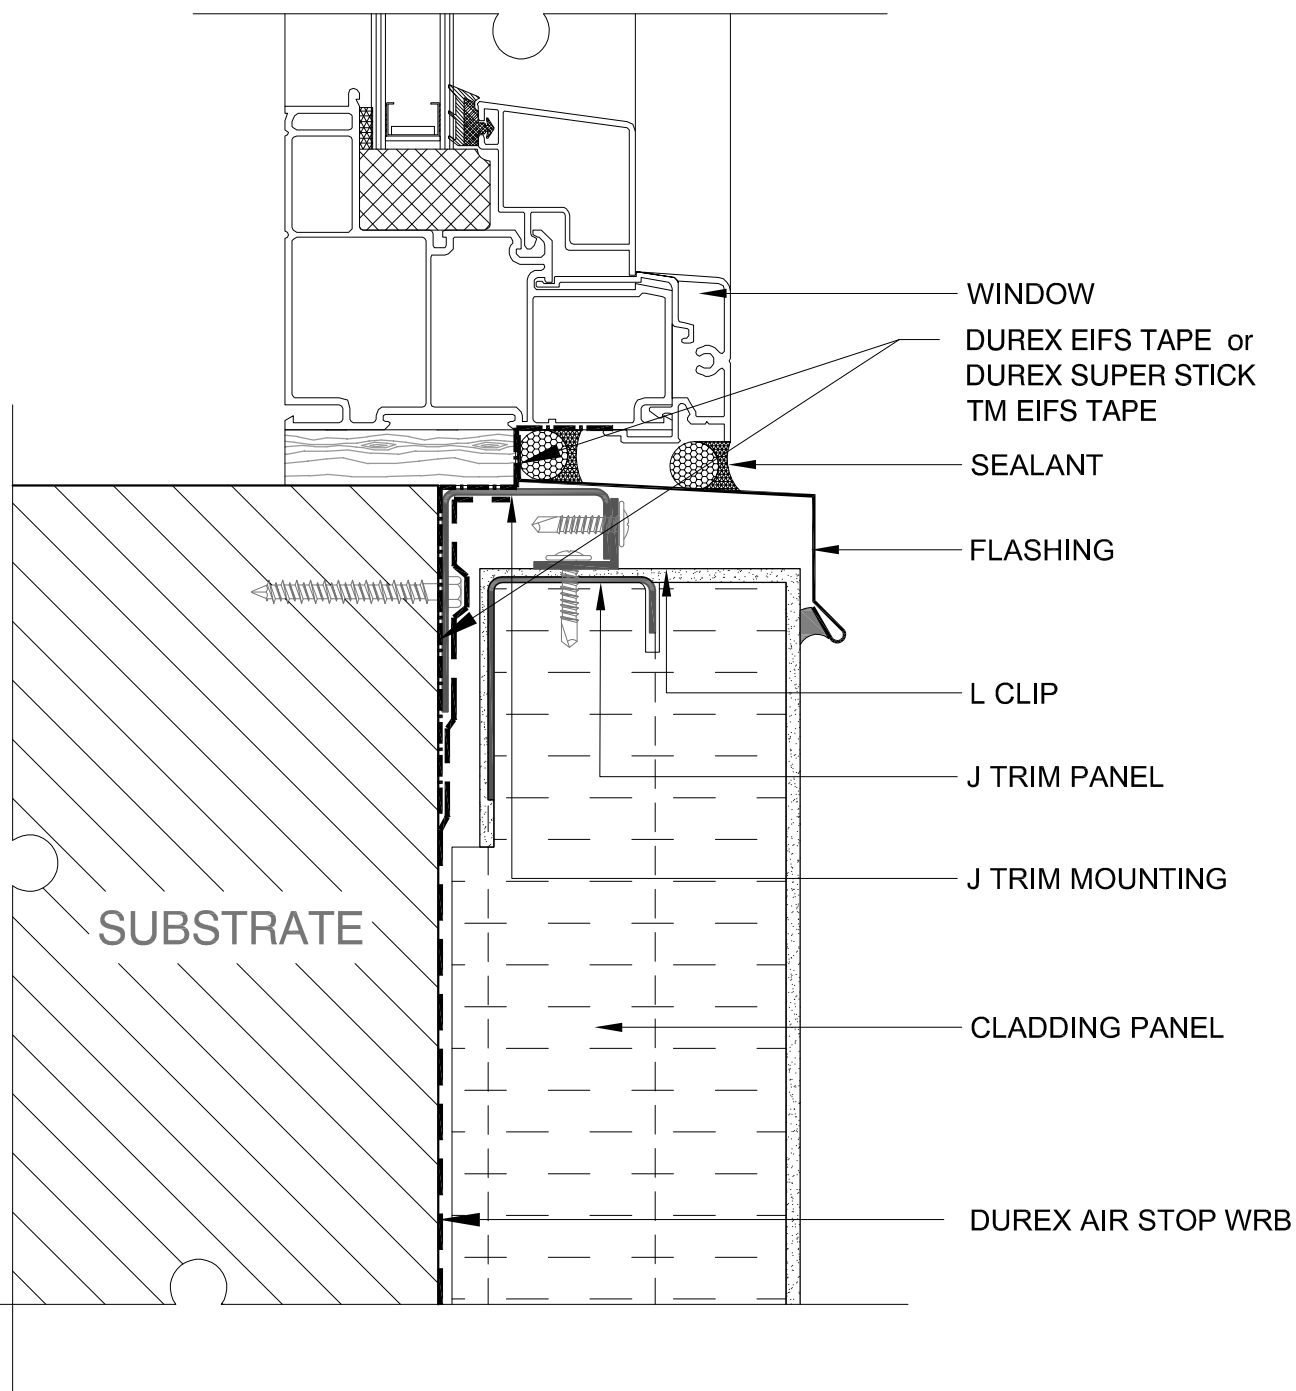 WINDOW
DUREX EIFS TAPE or
DUREX SUPER STICK
TM EIFS TAPE
SEALANT
FLASHING
L CLIP
J TRIM PANEL
J TRIM MOUNTING
SUBSTRATE
CLADDING PANEL
DUREX AIR STOP WRB